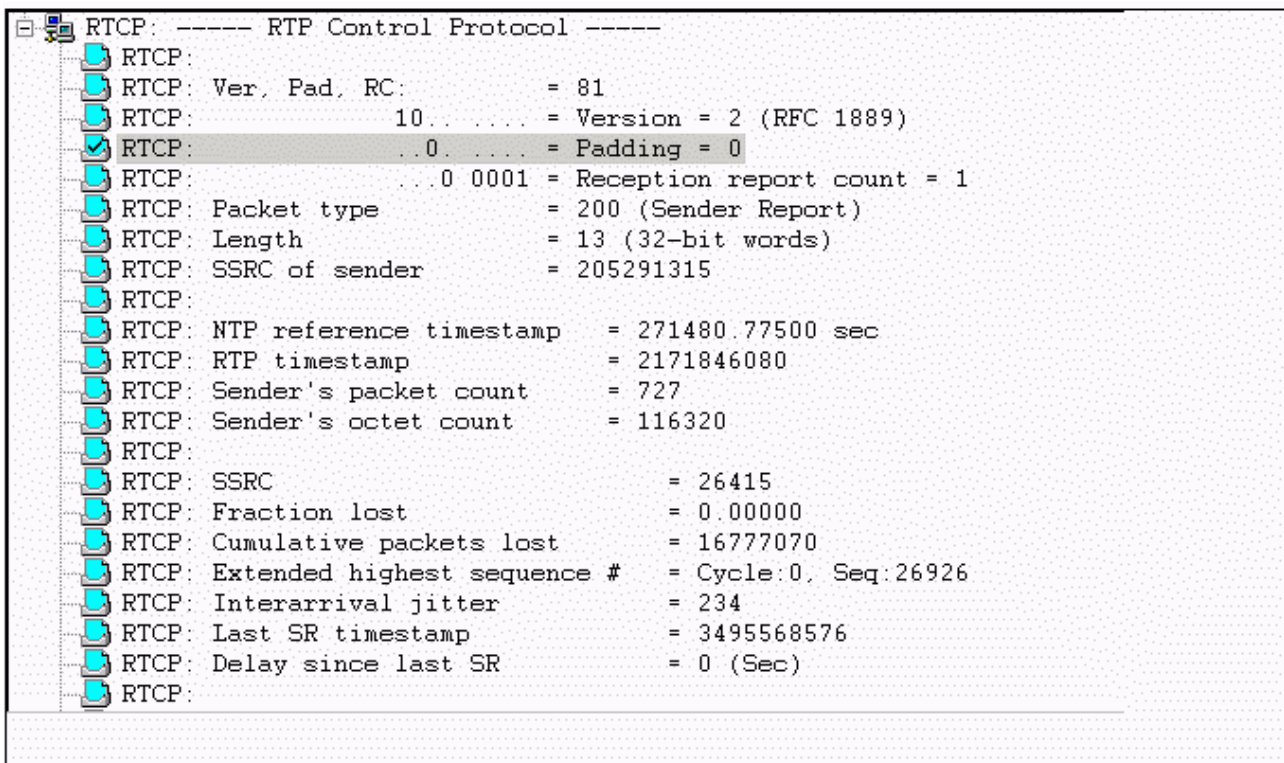 RTCP: ----- RTP Control Protocol -----
RTCP:
RTCP: Ver, Pad, RC: = 81
RTCP: 10.. .... = Version = 2 (RFC 1889)
RTCP: ..0. .... = Padding = 0
RTCP: ...0 0001 = Reception report count = 1
RTCP: Packet type = 200 (Sender Report)
RTCP: Length = 13 (32-bit words)
RTCP: SSRC of sender = 205291315
RTCP:
RTCP: NTP reference timestamp = 271480.77500 sec
RTCP: RTP timestamp = 2171846080
RTCP: Sender's packet count = 727
RTCP: Sender's octet count = 116320
RTCP:
RTCP: SSRC = 26415
RTCP: Fraction lost = 0.00000
RTCP: Cumulative packets lost = 16777070
RTCP: Extended highest sequence # = Cycle:0, Seq:26926
RTCP: Interarrival jitter = 234
RTCP: Last SR timestamp = 3495568576
RTCP: Delay since last SR = 0 (Sec)
RTCP: